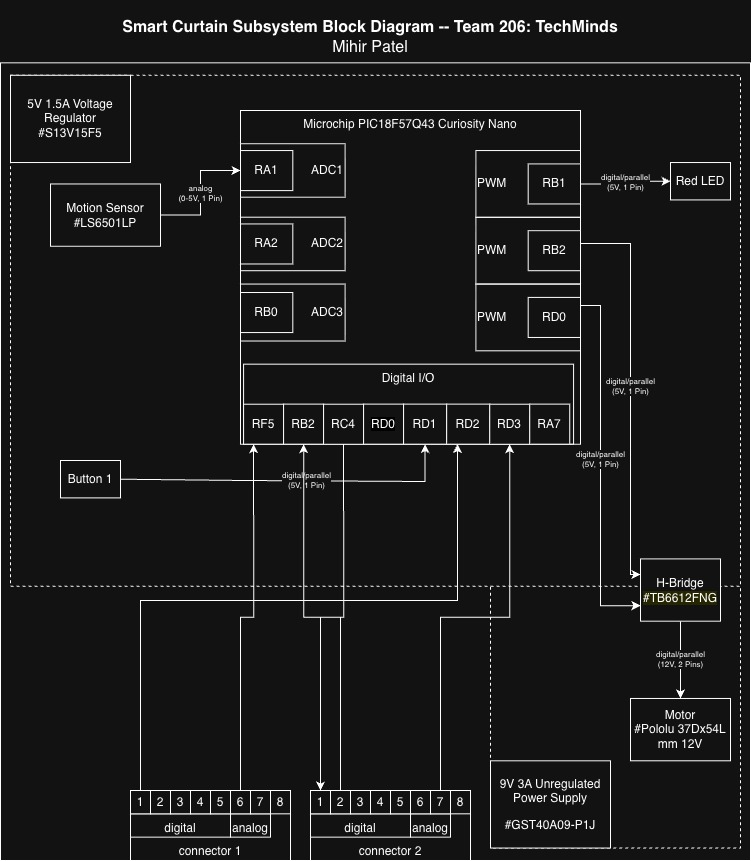 Smart Curtain Subsystem Block Diagram -- Team 206: TechMinds
Mihir Patel
5V 1.5A Voltage
Regulator
#S13V15F5
Microchip PIC18F57Q43 Curiosity Nano
Motion Sensor
#LS6501LP
analog
(0-5V, 1 Pin)
RA1
ADC1
RA2
ADC2
RB0
ADC3
PWM
RB1
PWM
RB2
PWM
RD0
digital/parallel
(5V, 1 Pin)
Red LED
digital/parallel
(5V, 1 Pin)
digital/parallel
(5V, 1 Pin)
Digital I/O
RF5
RB2
RC4
RD0
RD1
RD2
RD3
RA7
Button 1
digital/parallel
(5V, 1 Pin)
H-Bridge
#TB6612FNG
digital/parallel
(12V, 2 Pins)
Motor
#Pololu 37Dx54L
mm 12V
9V 3A Unregulated
Power Supply
#GST40A09-P1J
1 2 3 4 5 6 7 8
digital
analog
connector 1
1 2 3 4 5 6 7 8
digital
analog
connector 2